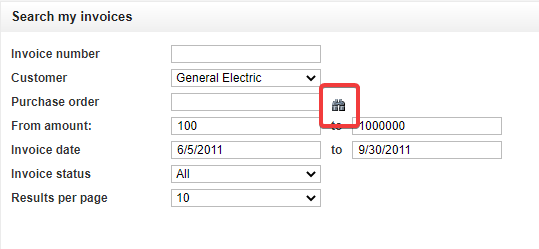 Search my invoices
Invoice number
Customer General Electric
Purchase order
From amount: 100 to 1000000
Invoice date 6/5/2011 to 9/30/2011
Invoice status All
Results per page 10